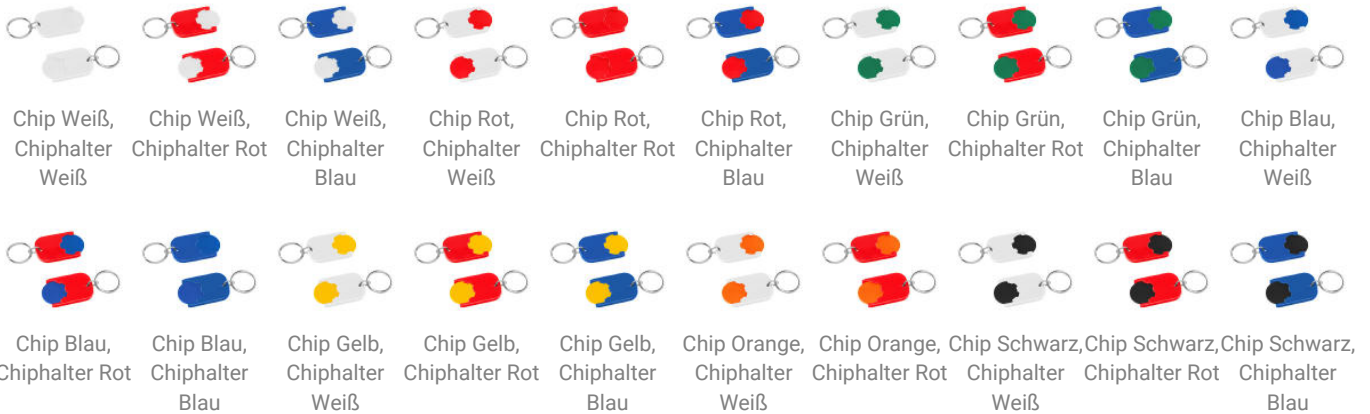 Chip Weiß,
Chiphalter
Weiß
Chip Weiß,
Chiphalter Rot
Chip Weiß,
Chiphalter
Blau
Chip Rot,
Chiphalter
Weiß
Chip Rot,
Chiphalter Rot
Chip Rot,
Chiphalter
Blau
Chip Grün,
Chiphalter
Weiß
Chip Grün,
Chiphalter Rot
Chip Grün,
Chiphalter
Blau
Chip Blau,
Chiphalter
Weiß
Chip Blau,
Chiphalter Rot
Chip Blau,
Chiphalter
Blau
Chip Gelb,
Chiphalter
Weiß
Chip Gelb,
Chiphalter Rot
Chip Gelb,
Chiphalter
Blau
Chip Orange,
Chiphalter
Weiß
Chip Orange,
Chiphalter Rot
Chip Schwarz,
Chiphalter
Weiß
Chip Schwarz,
Chiphalter Rot
Chip Schwarz,
Chiphalter
Blau